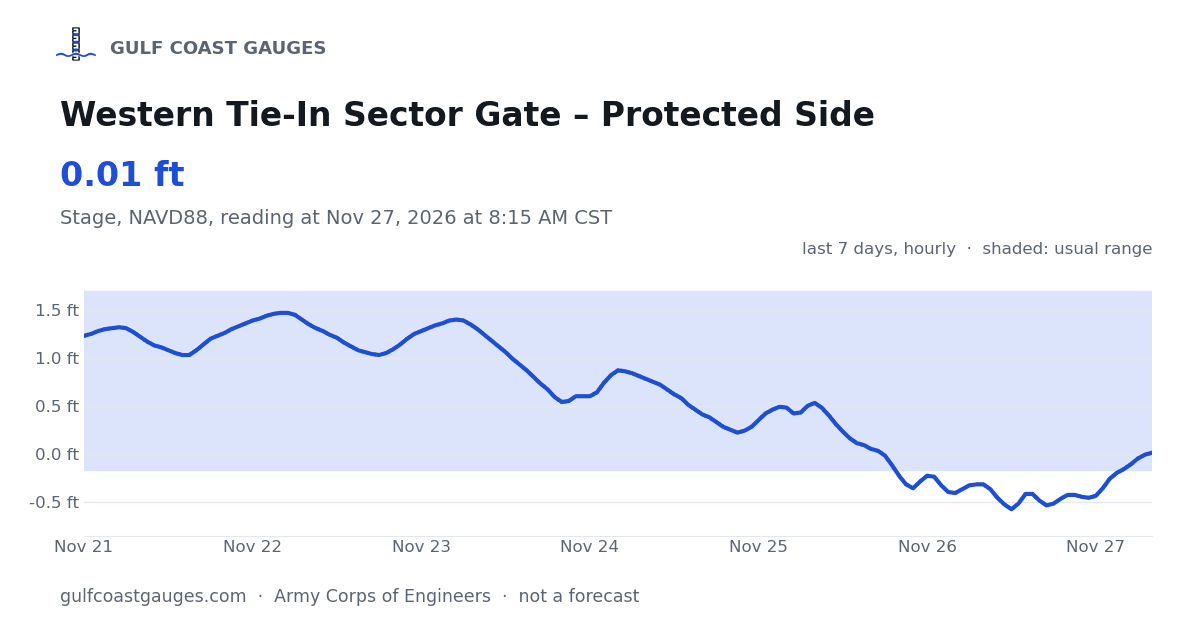 GULF COAST GAUGES
Western Tie-In Sector Gate – Protected Side
0.01 ft
Stage, NAVD88, reading at Nov 27, 2026 at 8:15 AM CST
last 7 days, hourly · shaded: usual range
1.5 ft
1.0 ft
0.5 ft
0.0 ft
-0.5 ft
Nov 21 Nov 22 Nov 23 Nov 24 Nov 25 Nov 26 Nov 27
gulfcoastgauges.com · Army Corps of Engineers · not a forecast